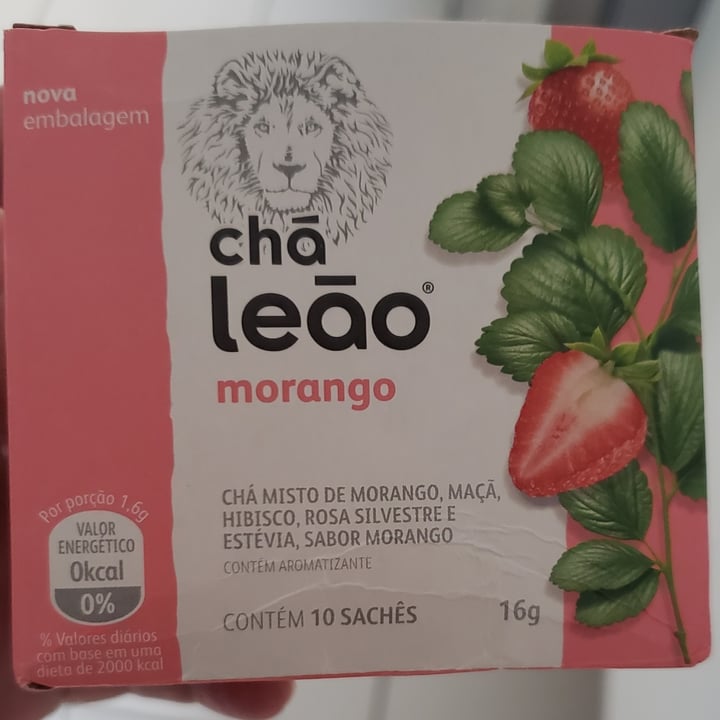 nova
embalagem
chá
leão®
morango
CHÁ MISTO DE MORANGO, MAÇÃ,
HIBISCO, ROSA SILVESTRE E
ESTÉVIA, SABOR MORANGO
CONTÉM AROMATIZANTE
CONTÉM 10 SACHÊS 16g
Por porção 1,6g
VALOR
ENERGÉTICO
0kcal
0%
% Valores diários
com base em uma
dieta de 2000 kcal